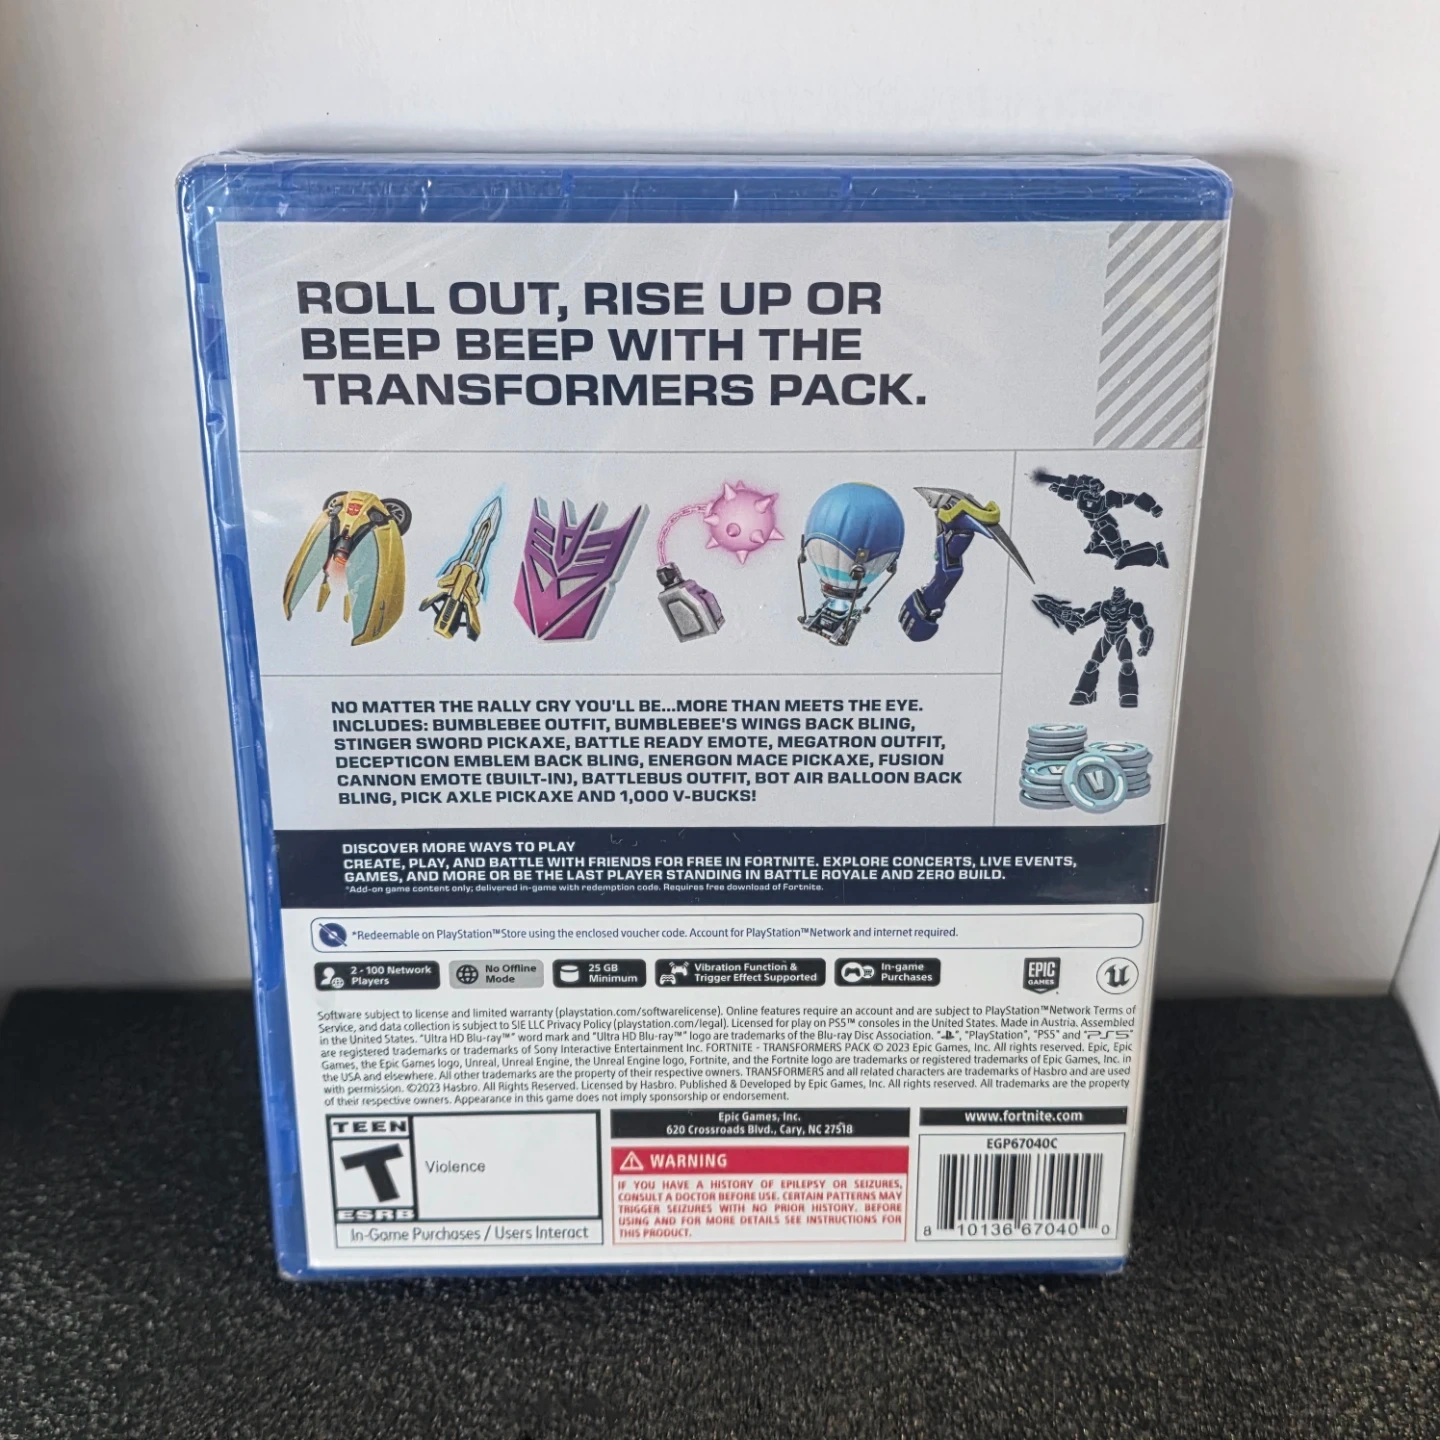 ROLL OUT, RISE UP OR
BEEP BEEP WITH THE
TRANSFORMERS PACK.
NO MATTER THE RALLY CRY YOU'LL BE...MORE THAN MEETS THE EYE.
INCLUDES: BUMBLEBEE OUTFIT, BUMBLEBEE'S WINGS BACK BLING,
STINGER SWORD PICKAXE, BATTLE READY EMOTE, MEGATRON OUTFIT,
DECEPTICON EMBLEM BACK BLING, ENERGON MACE PICKAXE, FUSION
CANNON EMOTE (BUILT-IN), BATTLEBUS OUTFIT, BOT AIR BALLOON BACK
BLING, PICK AXLE PICKAXE AND 1,000 V-BUCKS!
V
DISCOVER MORE WAYS TO PLAY
CREATE, PLAY, AND BATTLE WITH FRIENDS FOR FREE IN FORTNITE. EXPLORE CONCERTS, LIVE EVENTS,
GAMES, AND MORE OR BE THE LAST PLAYER STANDING IN BATTLE ROYALE AND ZERO BUILD.
*Add-on game content only; delivered in-game with redemption code. Requires free download of Fortnite.
*Redeemable on PlayStation™Store using the enclosed voucher code. Account for PlayStation™Network and internet required.
2 - 100 Network
Players
No Offline
Mode
25 GB
Minimum
Vibration Function &
Trigger Effect Supported
In-game
Purchases
EPIC
GAMES
Software subject to license and limited warranty (playstation.com/softwarelicense). Online features require an account and are subject to PlayStation™Network Terms of
Service, and data collection is subject to SIE LLC Privacy Policy (playstation.com/legal). Licensed for play on PS5™ consoles in the United States. Made in Austria. Assembled
in the United States. "Ultra HD Blu-ray™" word mark and "Ultra HD Blu-ray™" logo are trademarks of the Blu-ray Disc Association. "", "PlayStation", "PS5" and "PS5"
are registered trademarks or trademarks of Sony Interactive Entertainment Inc. FORTNITE - TRANSFORMERS PACK © 2023 Epic Games, Inc. All rights reserved. Epic, Epic
Games, the Epic Games logo, Unreal, Unreal Engine, the Unreal Engine logo, Fortnite, and the Fortnite logo are trademarks or registered trademarks of Epic Games, Inc. in
the USA and elsewhere. All other trademarks are the property of their respective owners. TRANSFORMERS and all related characters are trademarks of Hasbro and are used
with permission. ©2023 Hasbro. All Rights Reserved. Licensed by Hasbro. Published & Developed by Epic Games, Inc. All rights reserved. All trademarks are the property
of their respective owners. Appearance in this game does not imply sponsorship or endorsement.
TEEN
T
ESRB
Violence
In-Game Purchases / Users Interact
Epic Games, Inc.
620 Crossroads Blvd., Cary, NC 27518
WARNING
IF YOU HAVE A HISTORY OF EPILEPSY OR SEIZURES,
CONSULT A DOCTOR BEFORE USE. CERTAIN PATTERNS MAY
TRIGGER SEIZURES WITH NO PRIOR HISTORY. BEFORE
USING AND FOR MORE DETAILS SEE INSTRUCTIONS FOR
THIS PRODUCT.
www.fortnite.com
EGP67040C
8 10136 67040 0